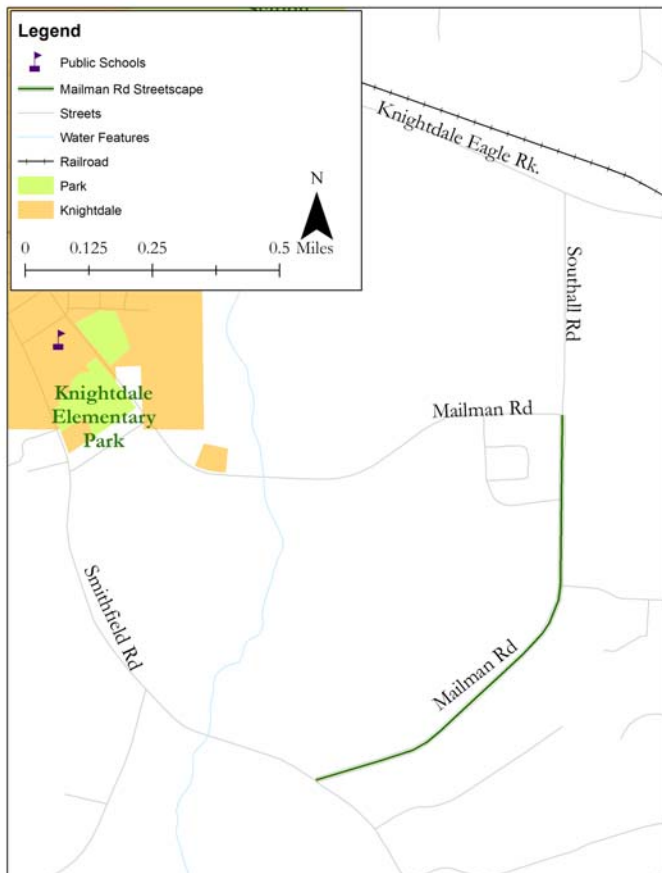 Legend
Public Schools
Mailman Rd Streetscape
Streets
Water Features
Railroad
Park
Knightdale
N
0 0.125 0.25 0.5 Miles
Knightdale Eagle Rk.
Southall Rd
Mailman Rd
Knightdale
Elementary
Park
Smithfield Rd
Mailman Rd